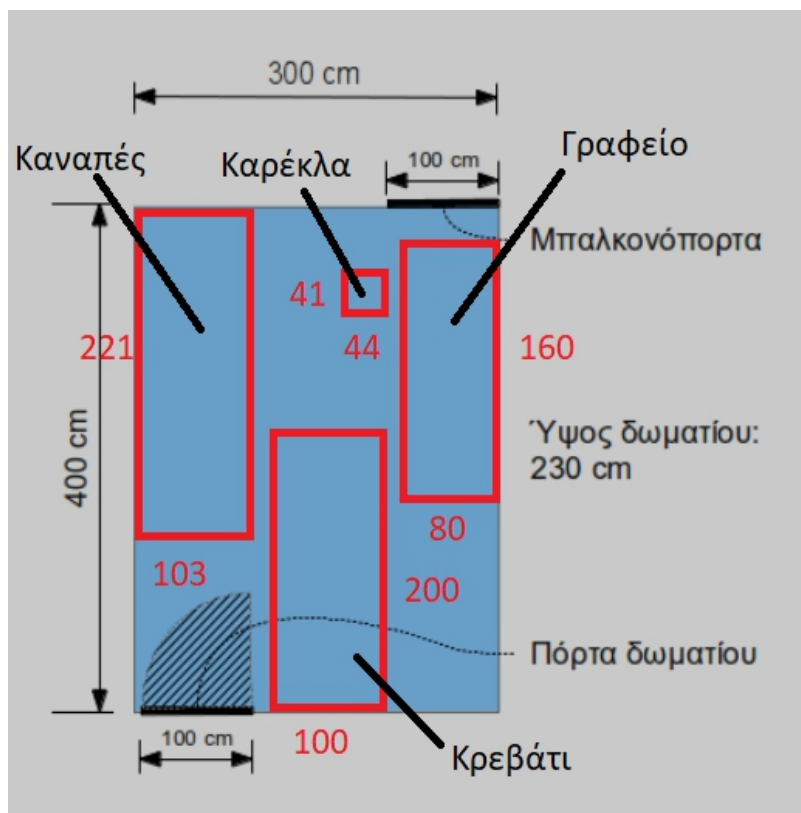 300 cm
Καναπές
Καρέκλα
100 cm
Γραφείο
Μπαλκονόπορτα
41
221
44
160
400 cm
Ύψος δωματίου:
230 cm
80
103
200
Πόρτα δωματίου
100 cm
100
Κρεβάτι